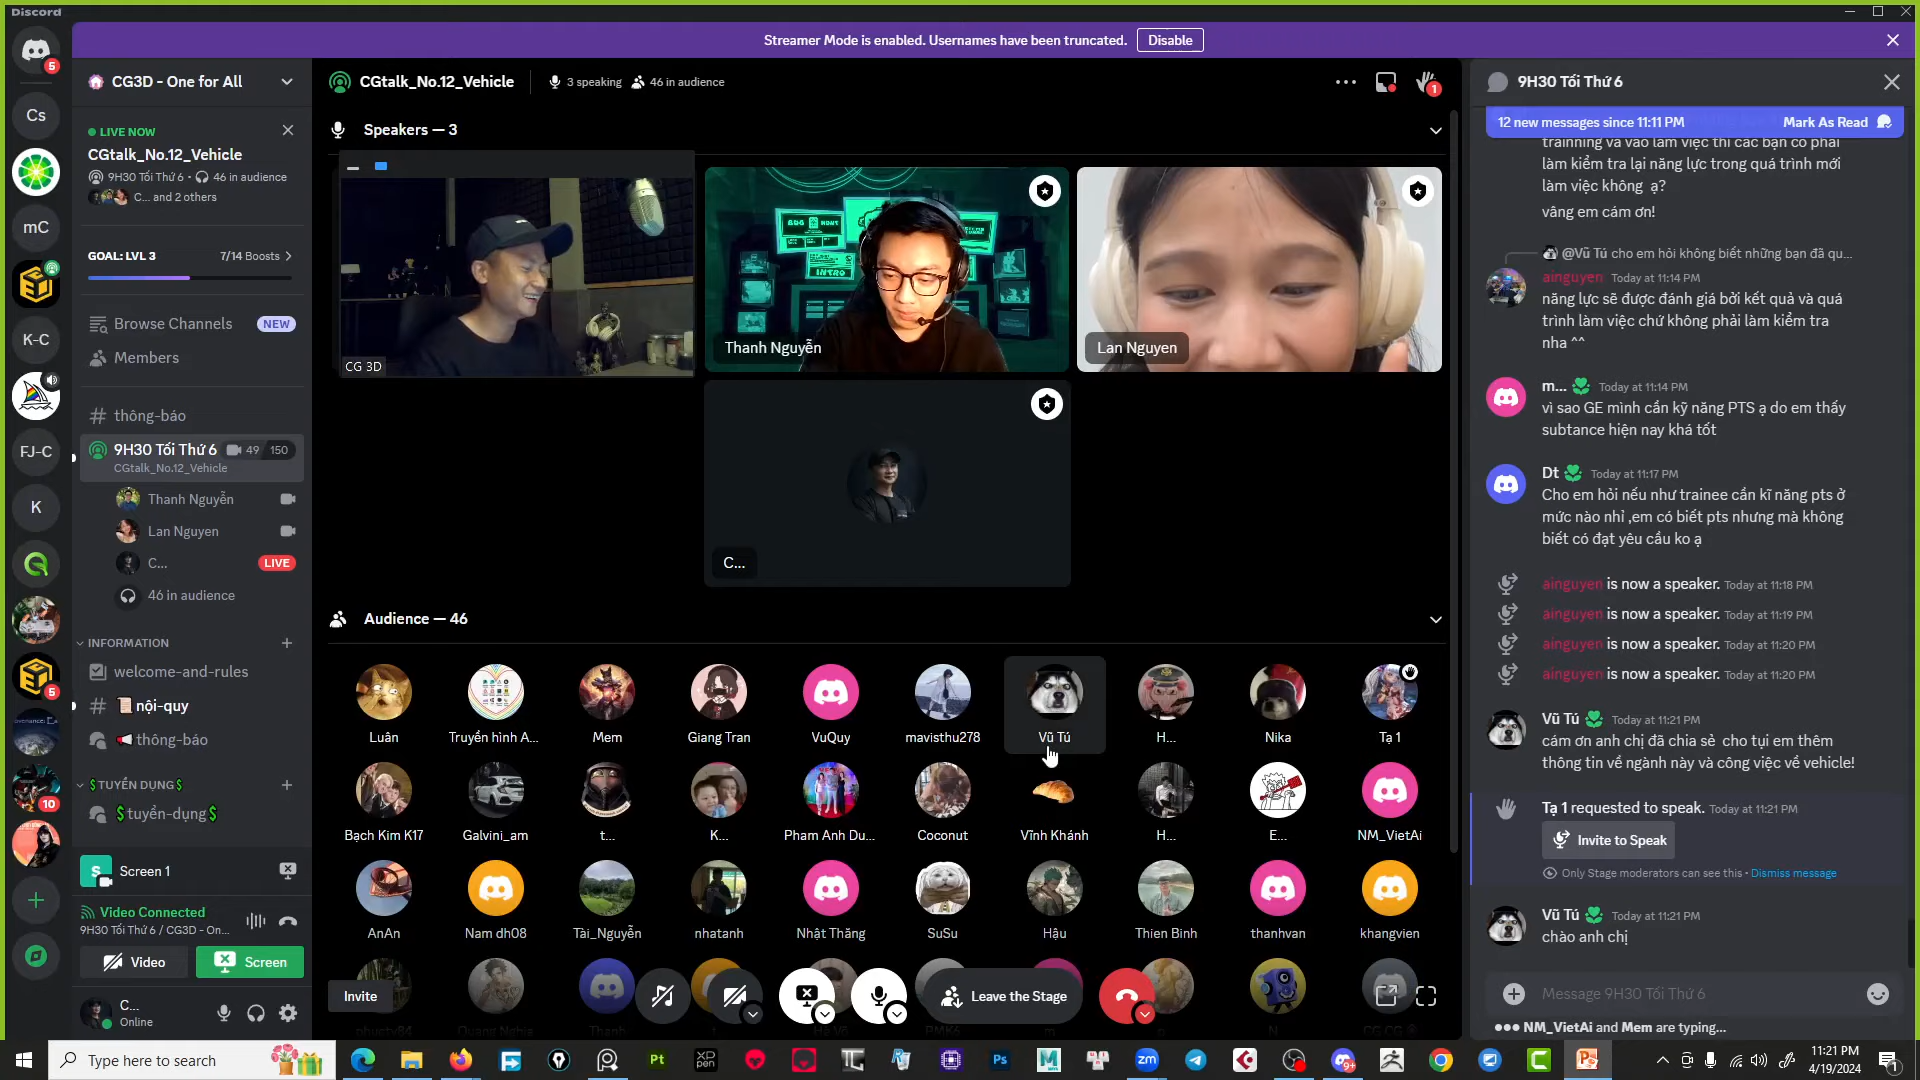 Discord
Streamer Mode is enabled. Usernames have been truncated.
Disable
5
CG3D - One for All
Cs
LIVE NOW
CGtalk_No.12_Vehicle
9H30 Tối Thứ 6 • 46 in audience
C... and 2 others
mC
GOAL: LVL 3
7/14 Boosts
Browse Channels
NEW
K-C
Members
thông-báo
FJ-C
9H30 Tối Thứ 6
49
150
CGtalk_No.12_Vehicle
Thanh Nguyễn
K
Lan Nguyen
C...
LIVE
46 in audience
INFORMATION
welcome-and-rules
5
nội-quy
thông-báo
$TUYỂN DỤNG$
10
$tuyển-dụng$
S
Screen 1
Video Connected
9H30 Tối Thứ 6 / CG3D - On...
Video
Screen
C...
Online
CGtalk_No.12_Vehicle
3 speaking
46 in audience
1
Speakers — 3
CG 3D
Thanh Nguyễn
Lan Nguyen
C...
Audience — 46
Luân
Truyền hình A...
Mem
Giang Tran
VuQuy
mavisthu278
Vũ Tú
H...
Nika
Tạ 1
Bạch Kim K17
Galvini_am
t...
K...
Pham Anh Du...
Coconut
Vĩnh Khánh
H...
E...
NM_VietAi
AnAn
Nam dh08
Tài_Nguyễn
nhatanh
Nhật Thăng
SuSu
Hậu
Thien Binh
thanhvan
khangvien
Invite
Leave the Stage
9H30 Tối Thứ 6
12 new messages since 11:11 PM
Mark As Read
trainning và vào làm việc thì các bạn có phải
làm kiểm tra lại năng lực trong quá trình mới
làm việc không ạ?
vâng em cám ơn!
@Vũ Tú cho em hỏi không biết những bạn đã qu...
ainguyen Today at 11:14 PM
năng lực sẽ được đánh giá bởi kết quả và quá
trình làm việc chứ không phải làm kiểm tra
nha ^^
m... Today at 11:14 PM
vì sao GE mình cần kỹ năng PTS ạ do em thấy
subtance hiện nay khá tốt
Dt Today at 11:17 PM
Cho em hỏi nếu như trainee cần kĩ năng pts ở
mức nào nhỉ ,em có biết pts nhưng mà không
biết có đạt yêu cầu ko ạ
ainguyen is now a speaker. Today at 11:18 PM
ainguyen is now a speaker. Today at 11:19 PM
ainguyen is now a speaker. Today at 11:20 PM
ainguyen is now a speaker. Today at 11:20 PM
Vũ Tú Today at 11:21 PM
cám ơn anh chị đã chia sẻ cho tụi em thêm
thông tin về ngành này và công việc về vehicle!
Tạ 1 requested to speak. Today at 11:21 PM
Invite to Speak
Only Stage moderators can see this • Dismiss message
Vũ Tú Today at 11:21 PM
chào anh chị
Message 9H30 Tối Thứ 6
NM_VietAi and Mem are typing...
Type here to search
Pt
XP
PEN
Ps
zm
9+
11:21 PM
4/19/2024
1